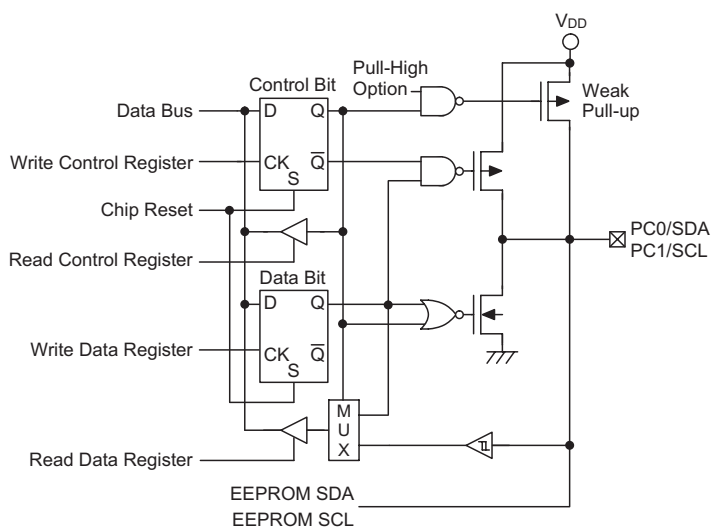 VDD
Control Bit
Pull-High
Option
Weak
Pull-up
Data Bus
D
Q
Write Control Register
CK
Q
S
Chip Reset
PC0/SDA
PC1/SCL
Read Control Register
Data Bit
D
Q
Write Data Register
CK
Q
S
M
U
X
Read Data Register
EEPROM SDA
EEPROM SCL